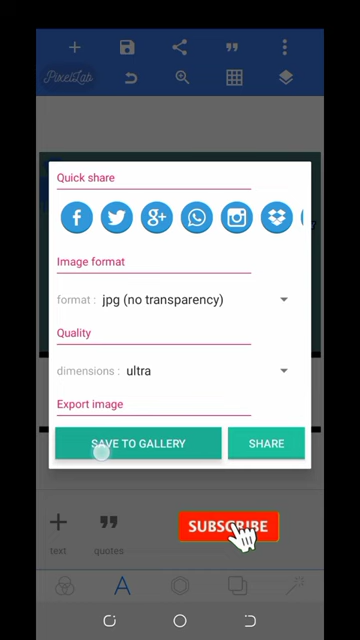 PixelLab
Quick share
Image format
format : jpg (no transparency)
Quality
dimensions : ultra
Export image
SAVE TO GALLERY SHARE
SUBSCRIBE
text quotes